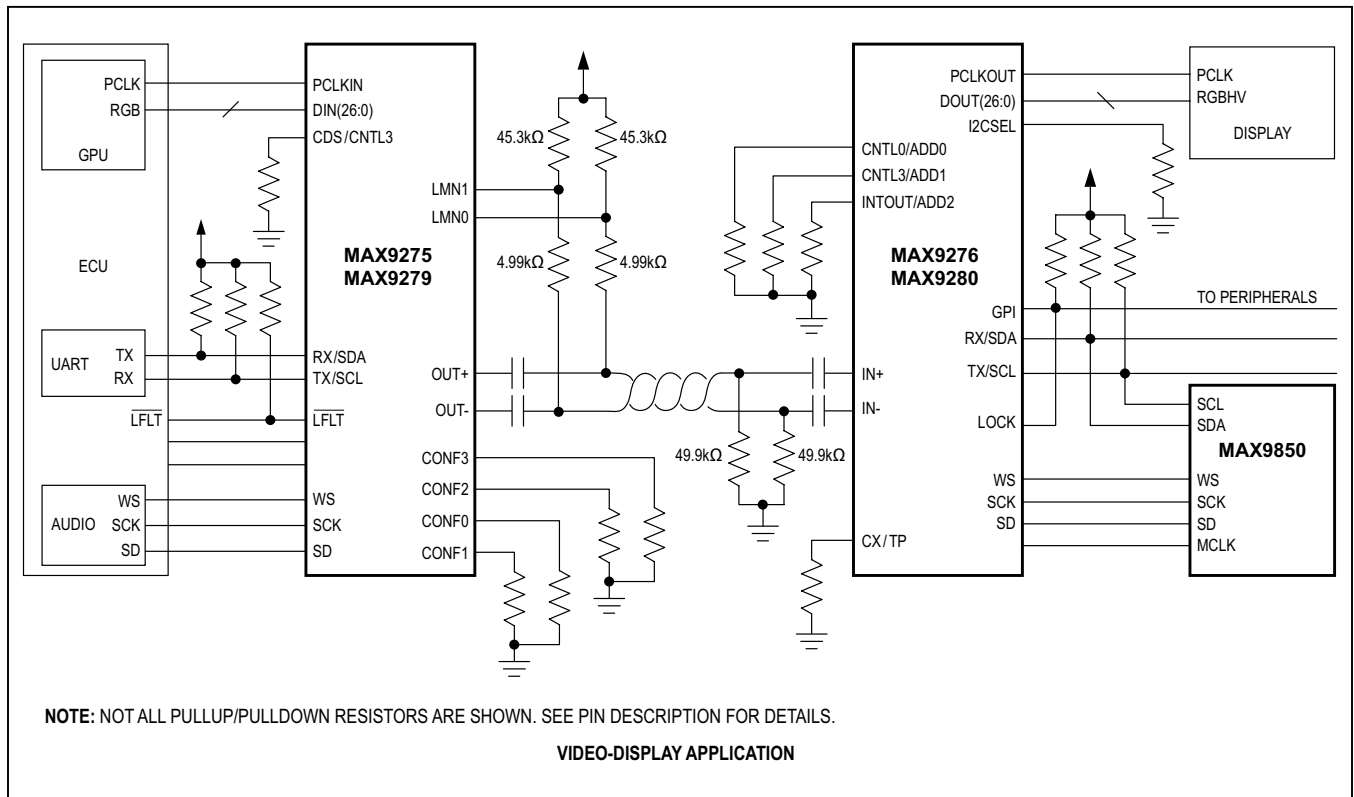 PCLK
RGB
GPU
ECU
UART
TX
RX
LFLT
AUDIO
WS
SCK
SD
PCLKIN
DIN(26:0)
CDS/CNTL3
MAX9275
MAX9279
RX/SDA
TX/SCL
LFLT
WS
SCK
SD
LMN1
LMN0
OUT+
OUT-
CONF3
CONF2
CONF0
CONF1
45.3kΩ
45.3kΩ
4.99kΩ
4.99kΩ
49.9kΩ
49.9kΩ
CNTL0/ADD0
CNTL3/ADD1
INTOUT/ADD2
IN+
IN-
CX/TP
MAX9276
MAX9280
PCLKOUT
DOUT(26:0)
I2CSEL
GPI
RX/SDA
TX/SCL
LOCK
WS
SCK
SD
PCLK
RGBHV
DISPLAY
TO PERIPHERALS
SCL
SDA
MAX9850
WS
SCK
SD
MCLK
NOTE: NOT ALL PULLUP/PULLDOWN RESISTORS ARE SHOWN. SEE PIN DESCRIPTION FOR DETAILS.
VIDEO-DISPLAY APPLICATION